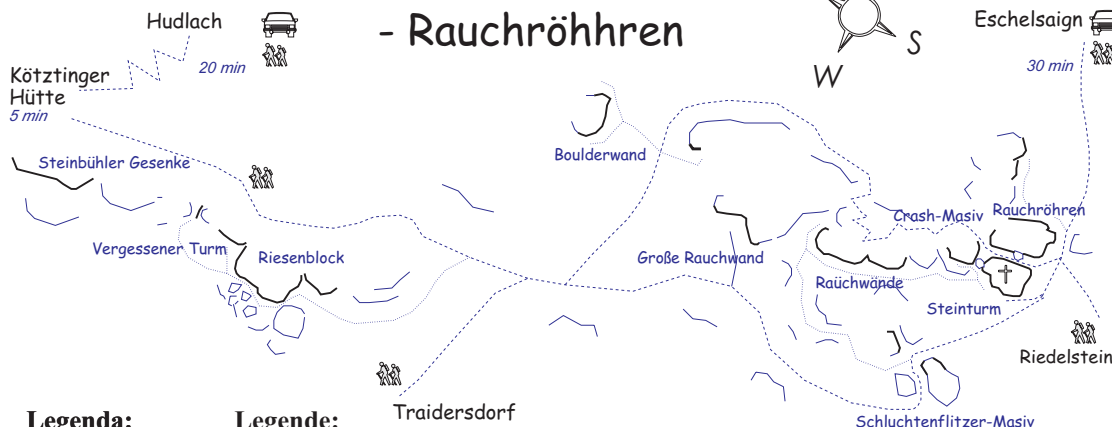 - Rauchröhhren
Hudlach
20 min
Kötztinger
Hütte
5 min
Eschelsaign
30 min
S
W
Steinbühler Gesenke
Boulderwand
Vergessener Turm
Riesenblock
Große Rauchwand
Crash-Masiv
Rauchröhren
Rauchwände
Steinturm
Riedelstein
Traidersdorf
Schluchtenflitzer-Masiv
Legenda:
Legende: